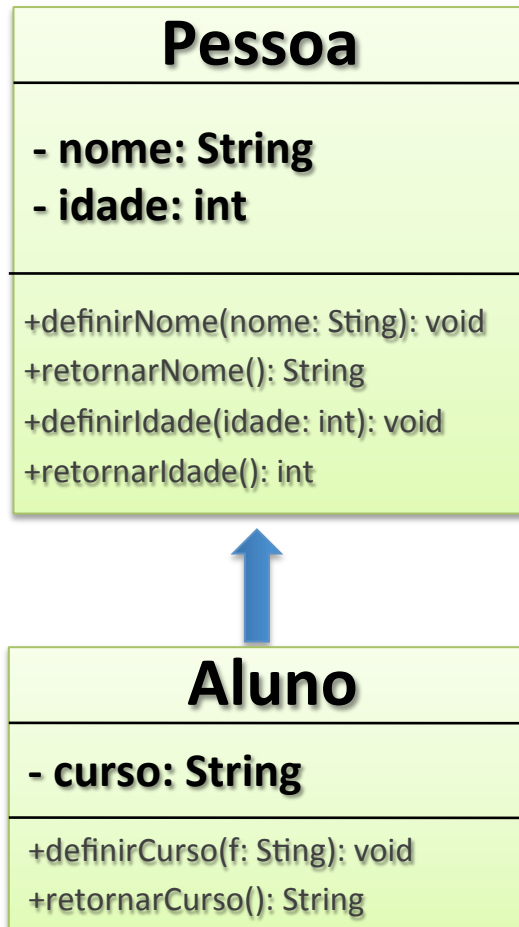 Pessoa
- nome: String
- idade: int
+definirNome(nome: Sting): void
+retornarNome(): String
+definirIdade(idade: int): void
+retornarIdade(): int
Aluno
- curso: String
+definirCurso(f: Sting): void
+retornarCurso(): String